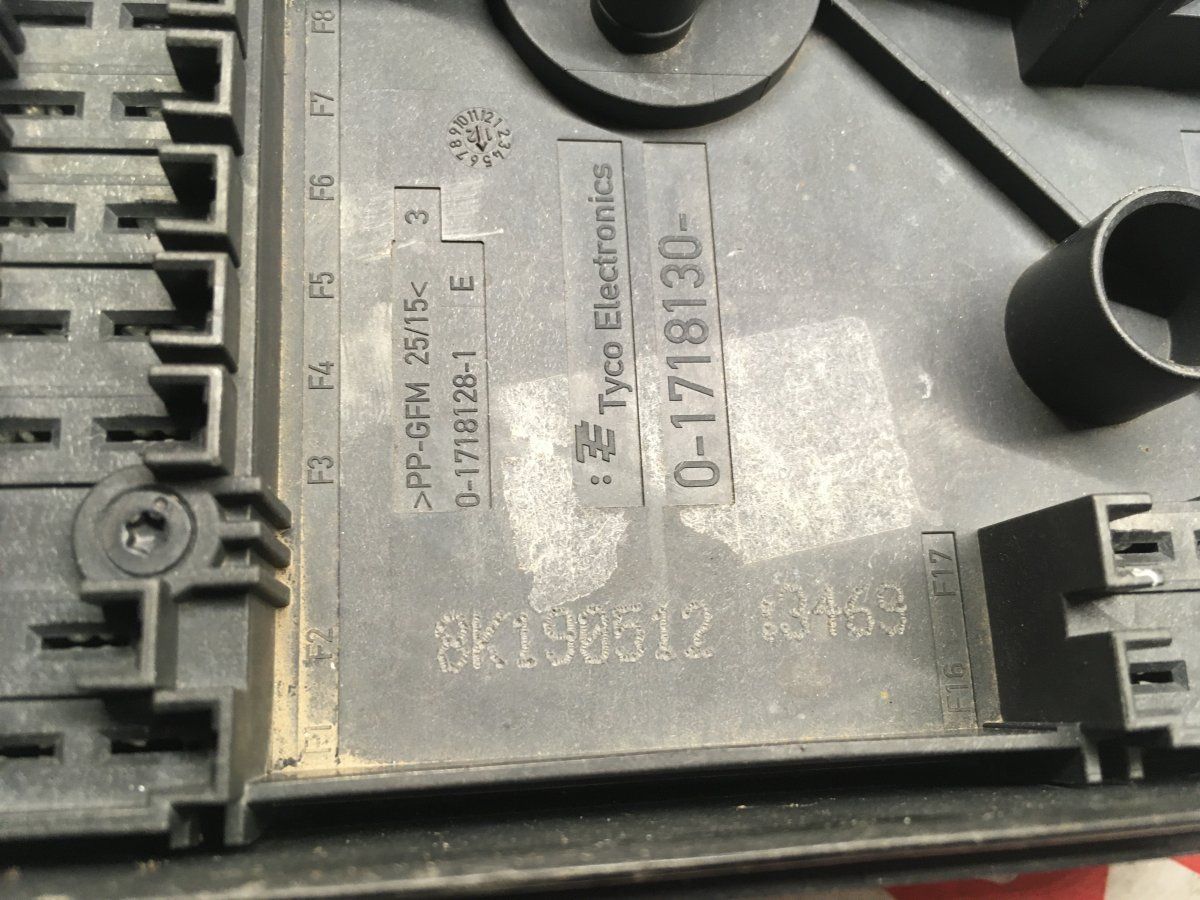 F8
F7
F6
F5
F4
F3
F2
F1
>PP-GFM 25/15< 3
0-1718128-1 E
Tyco Electronics
0-1718130-
F17
F16